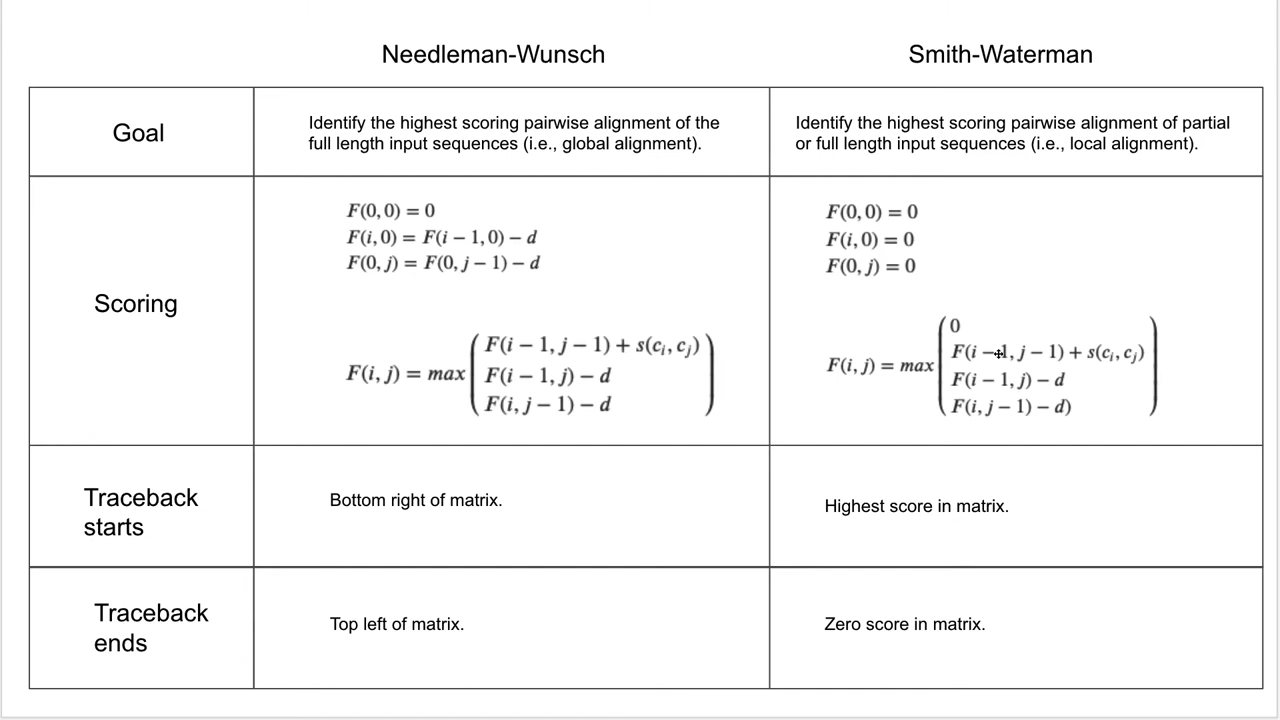 Needleman-Wunsch
Smith-Waterman
Goal
Identify the highest scoring pairwise alignment of the
full length input sequences (i.e., global alignment).
Identify the highest scoring pairwise alignment of partial
or full length input sequences (i.e., local alignment).
Scoring
F(0, 0) = 0
F(i, 0) = F(i − 1, 0) − d
F(0, j) = F(0, j − 1) − d
F(i, j) = max
F(i − 1, j − 1) + s(cᵢ, cⱼ)
F(i − 1, j) − d
F(i, j − 1) − d
F(0, 0) = 0
F(i, 0) = 0
F(0, j) = 0
F(i, j) = max
0
F(i − 1, j − 1) + s(cᵢ, cⱼ)
F(i − 1, j) − d
F(i, j − 1) − d)
Traceback
starts
Bottom right of matrix.
Highest score in matrix.
Traceback
ends
Top left of matrix.
Zero score in matrix.